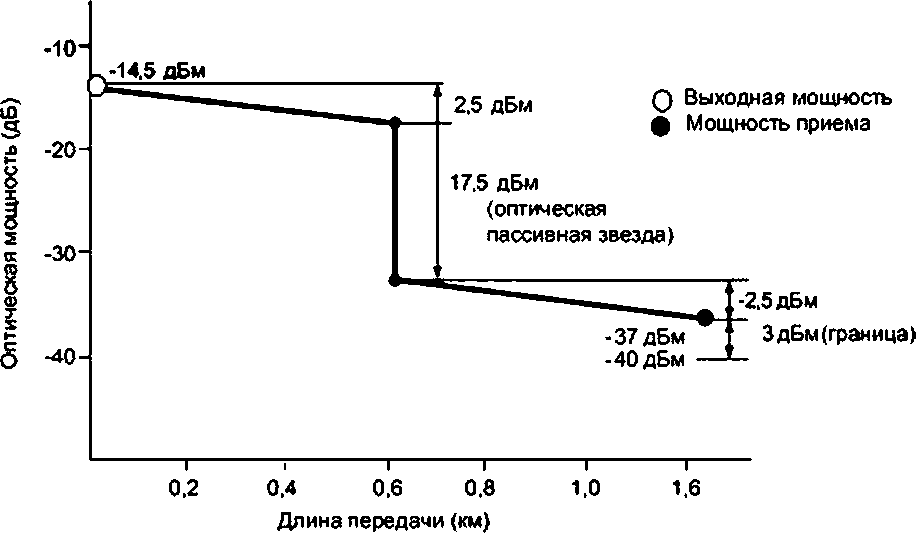 Оптическая мощность (дБ)
-10
-20
-30
-40
-14,5 дБм
2,5 дБм
17,5 дБм
(оптическая
пассивная звезда)
Выходная мощность
Мощность приема
-2,5 дБм
-37 дБм
3 дБм (граница)
-40 дБм
0,2 0,4 0,6 0,8 1,0 1,6
Длина передачи (км)